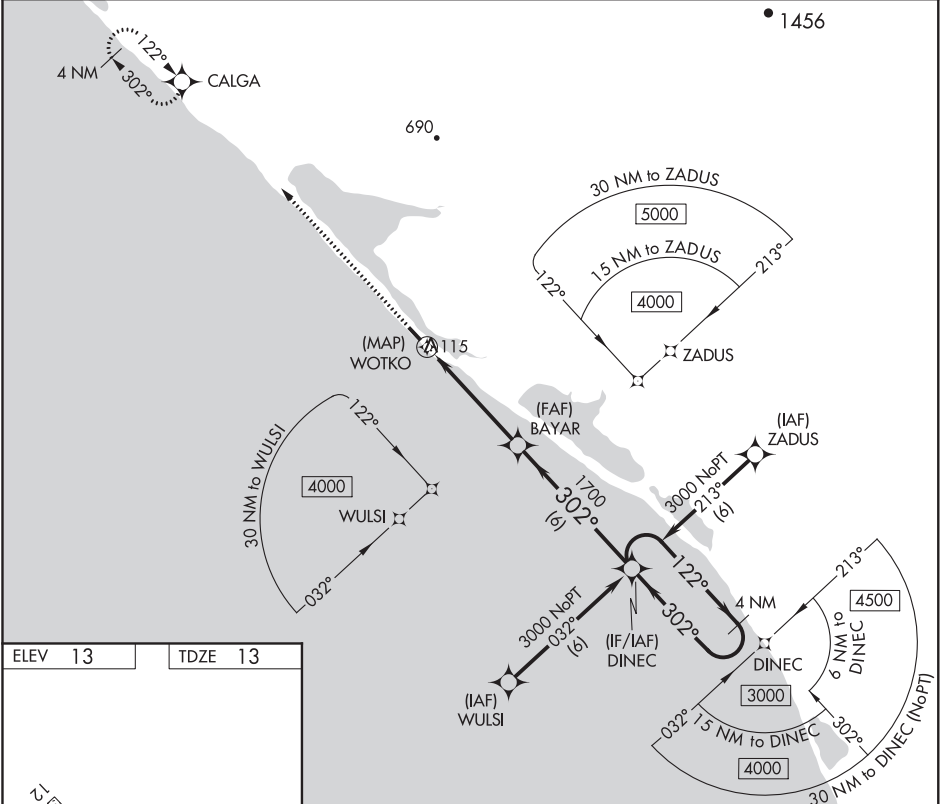 1456
122°
4 NM
302°
CALGA
690
30 NM to ZADUS
5000
15 NM to ZADUS
213°
122°
4000
ZADUS
(MAP)
WOTKO
115
(FAF)
BAYAR
(IAF)
ZADUS
122°
30 NM to WULSI
4000
WULSI
032°
1700
302°
(6)
3000 NoPT
213°
(6)
122°
302°
4 NM
3000 NoPT
032°
(6)
(IF/IAF)
DINEC
(IAF)
WULSI
213°
4500
6 NM to
DINEC
DINEC
3000
032°
15 NM to DINEC
302°
4000
30 NM to DINEC (NoPT)
ELEV 13
TDZE 13
12